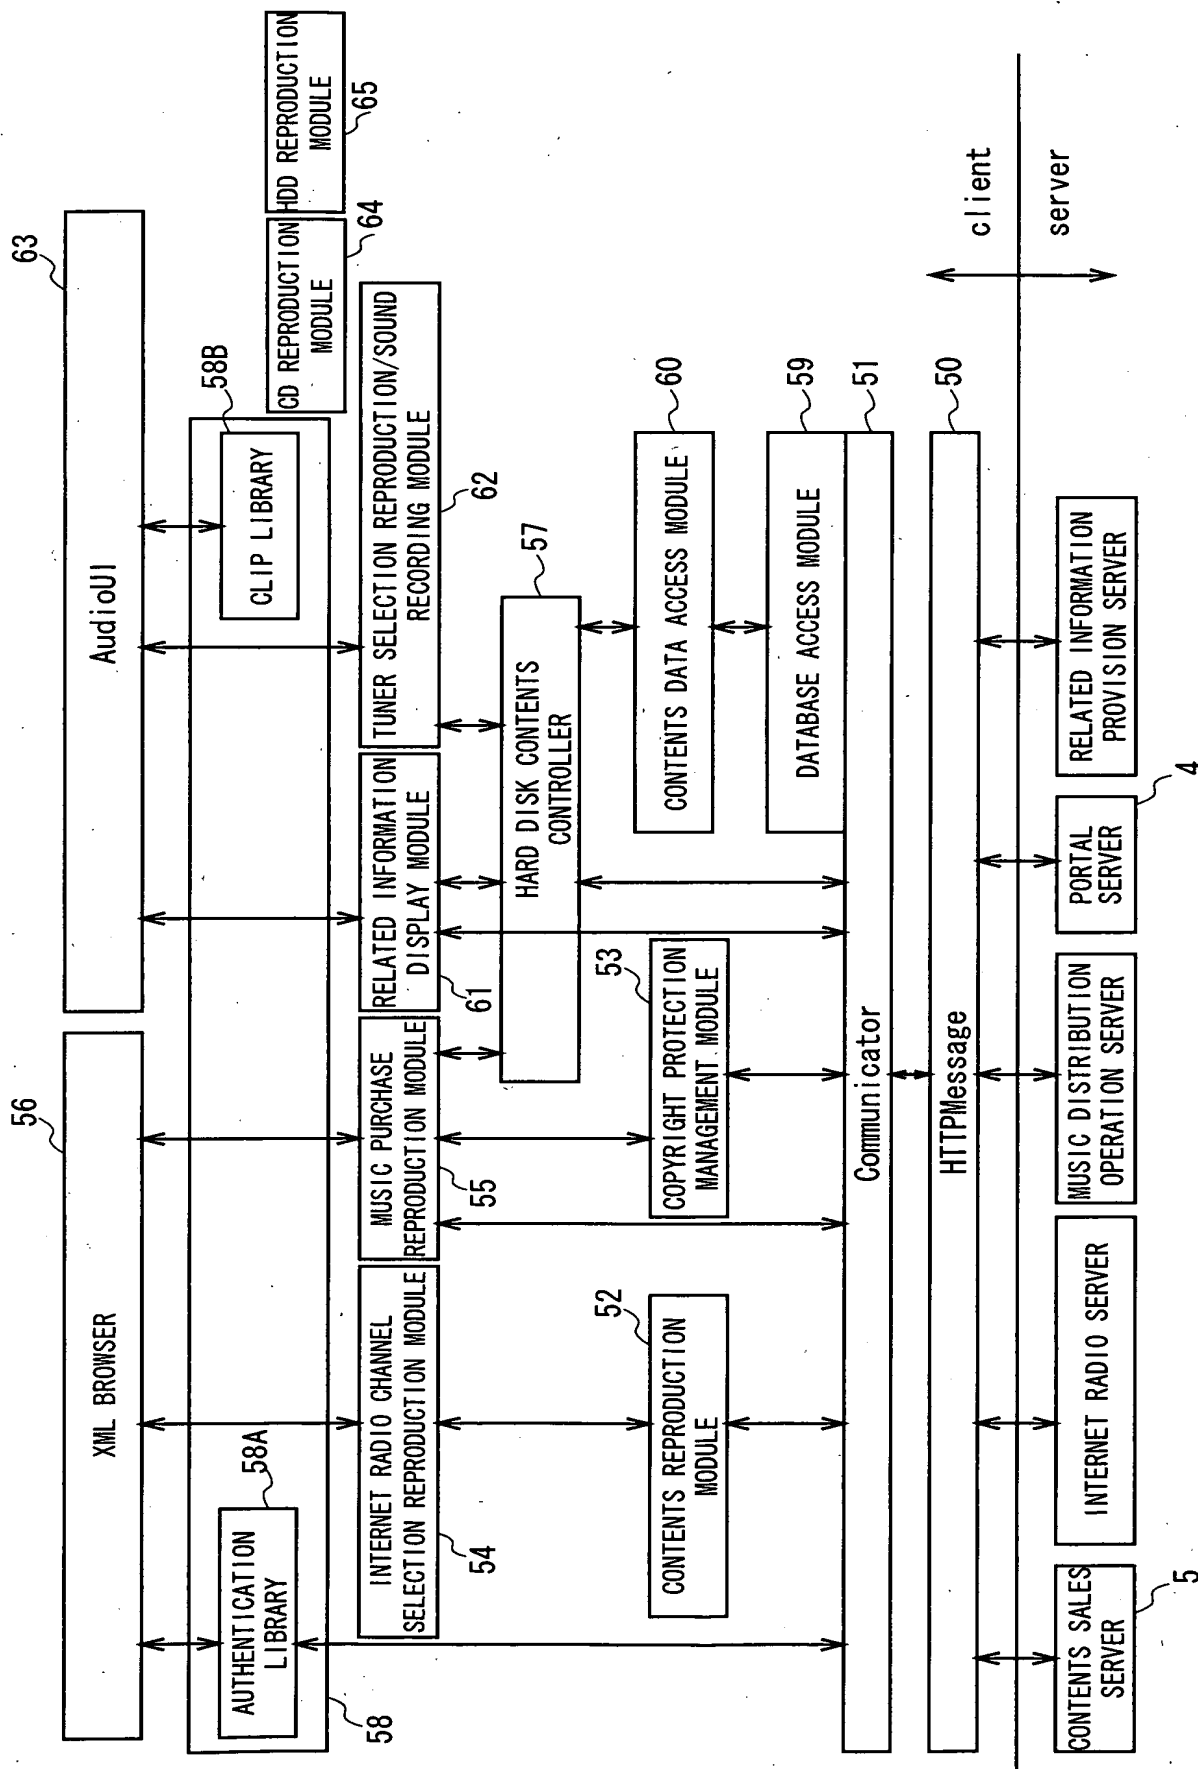 56
XML BROWSER
63
AudioUI
58
58A
AUTHENTICATION
LIBRARY
58B
CLIP LIBRARY
CD REPRODUCTION
MODULE
64
HDD REPRODUCTION
MODULE
65
INTERNET RADIO CHANNEL
SELECTION REPRODUCTION MODULE
54
MUSIC PURCHASE
REPRODUCTION MODULE
55
RELATED INFORMATION
DISPLAY MODULE
61
TUNER SELECTION REPRODUCTION/SOUND
RECORDING MODULE
62
HARD DISK CONTENTS
CONTROLLER
57
52
CONTENTS REPRODUCTION
MODULE
53
COPYRIGHT PROTECTION
MANAGEMENT MODULE
CONTENTS DATA ACCESS MODULE
60
DATABASE ACCESS MODULE
59
Communicator
51
HTTPMessage
50
client
server
CONTENTS SALES
SERVER
5
INTERNET RADIO SERVER
MUSIC DISTRIBUTION
OPERATION SERVER
PORTAL
SERVER
4
RELATED INFORMATION
PROVISION SERVER